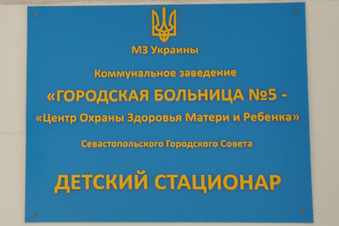 МЗ Украины
Коммунальное заведение
«ГОРОДСКАЯ БОЛЬНИЦА №5 -
«Центр Охраны Здоровья Матери и Ребенка»
Севастопольского Городского Совета
ДЕТСКИЙ СТАЦИОНАР